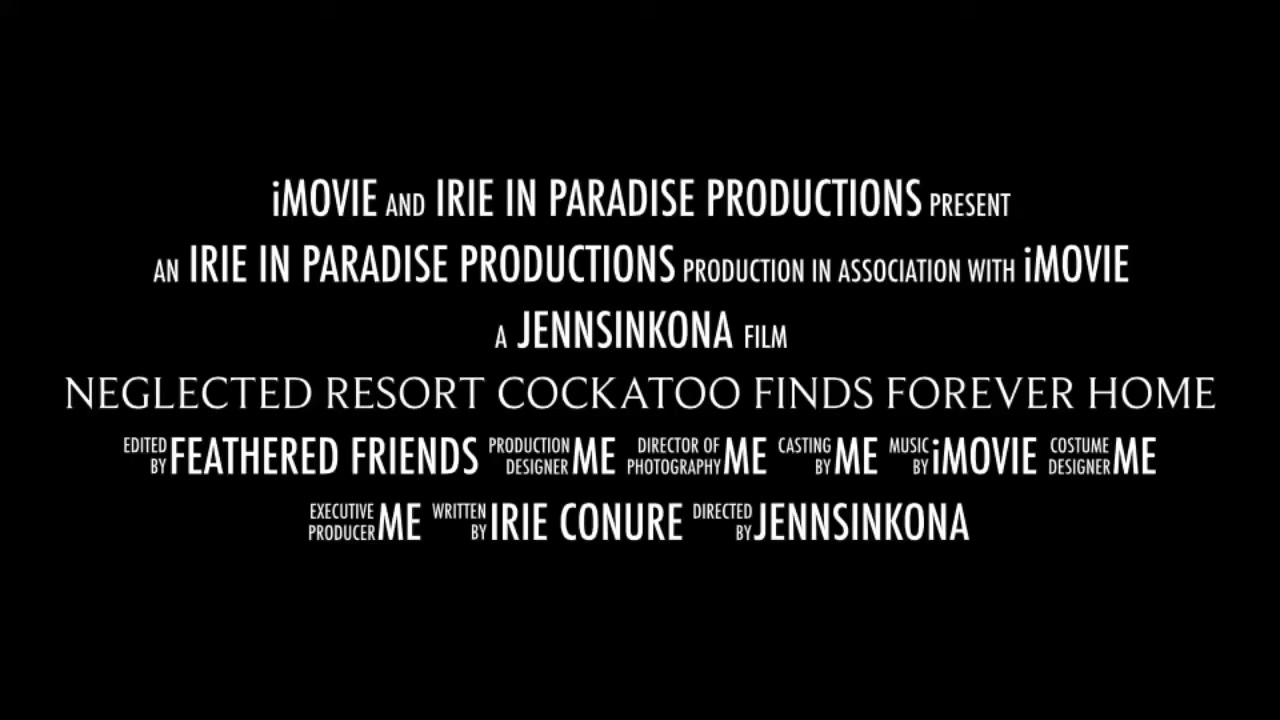 iMOVIE AND IRIE IN PARADISE PRODUCTIONS PRESENT
AN IRIE IN PARADISE PRODUCTIONS PRODUCTION IN ASSOCIATION WITH iMOVIE
A JENNSINKONA FILM
NEGLECTED RESORT COCKATOO FINDS FOREVER HOME
EDITED BY FEATHERED FRIENDS PRODUCTION DESIGNER ME DIRECTOR OF PHOTOGRAPHY ME CASTING BY ME MUSIC BY iMOVIE COSTUME DESIGNER ME
EXECUTIVE PRODUCER ME WRITTEN BY IRIE CONURE DIRECTED BY JENNSINKONA